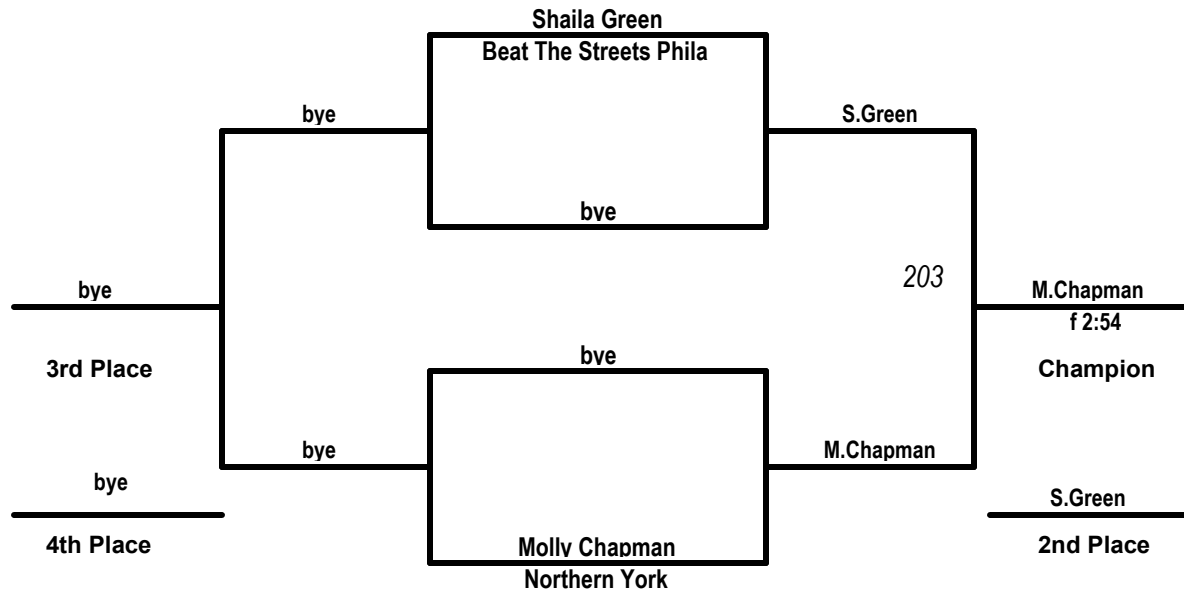 Shaila Green
Beat The Streets Phila
bye
S.Green
bye
203
bye
M.Chapman
f 2:54
bye
3rd Place
Champion
bye
M.Chapman
bye
S.Green
4th Place
Molly Chapman
2nd Place
Northern York